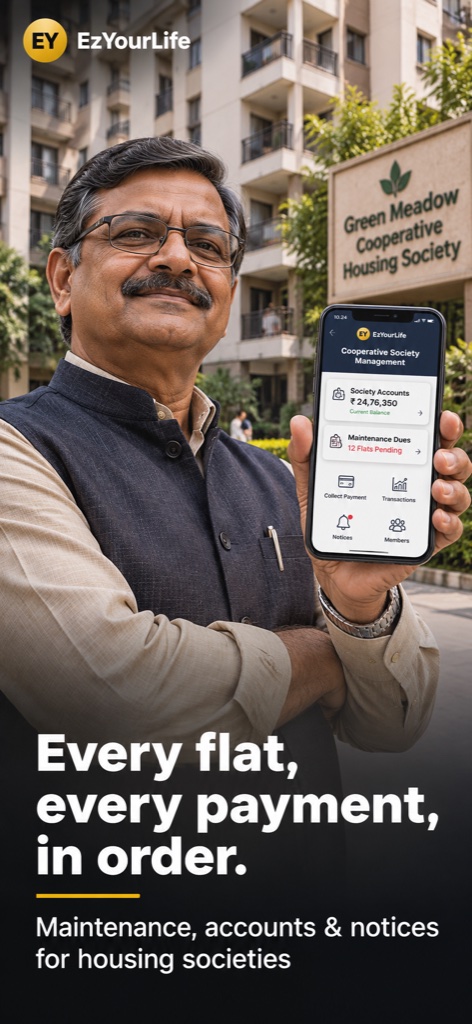 EY EzYourLife
Green Meadow
Cooperative
Housing Society
10.24
EY EzYourLife
Cooperative Society
Management
Society Accounts
₹ 24,76,350
Current Balance
Maintenance Dues
12 Flats Pending
Collect Payment
Transactions
Notices
Members
Every flat,
every payment,
in order.
Maintenance, accounts & notices
for housing societies